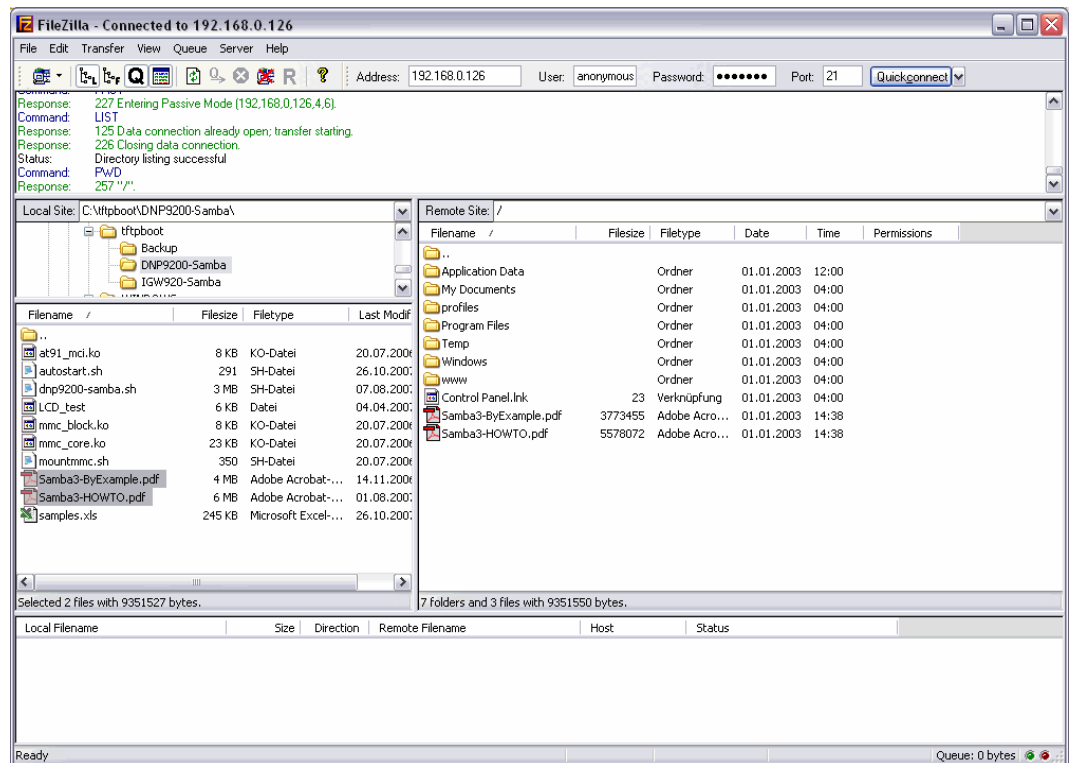 FileZilla - Connected to 192.168.0.126
File Edit Transfer View Queue Server Help
Address: 192.168.0.126 User: anonymous Password: ●●●●●●● Port: 21 Quickconnect
Response: 227 Entering Passive Mode (192,168,0,126,4,6).
Command: LIST
Response: 125 Data connection already open; transfer starting.
Response: 226 Closing data connection.
Status: Directory listing successful
Command: PWD
Response: 257 "/".
Local Site: C:\tftpboot\DNP9200-Samba\
tftpboot
Backup
DNP9200-Samba
IGW920-Samba
Filename / Filesize Filetype Last Modif
..
at91_mci.ko 8 KB KO-Datei 20.07.2006
autostart.sh 291 SH-Datei 26.10.2007
dnp9200-samba.sh 3 MB SH-Datei 07.08.2007
LCD_test 6 KB Datei 04.04.2007
mmc_block.ko 8 KB KO-Datei 20.07.2006
mmc_core.ko 23 KB KO-Datei 20.07.2006
mountmmc.sh 350 SH-Datei 20.07.2006
Samba3-ByExample.pdf 4 MB Adobe Acrobat-... 14.11.2006
Samba3-HOWTO.pdf 6 MB Adobe Acrobat-... 01.08.2007
samples.xls 245 KB Microsoft Excel-... 26.10.2007
Selected 2 files with 9351527 bytes.
Remote Site: /
Filename / Filesize Filetype Date Time Permissions
..
Application Data Ordner 01.01.2003 12:00
My Documents Ordner 01.01.2003 04:00
profiles Ordner 01.01.2003 04:00
Program Files Ordner 01.01.2003 04:00
Temp Ordner 01.01.2003 04:00
Windows Ordner 01.01.2003 04:00
www Ordner 01.01.2003 04:00
Control Panel.lnk 23 Verknüpfung 01.01.2003 04:00
Samba3-ByExample.pdf 3773455 Adobe Acro... 01.01.2003 14:38
Samba3-HOWTO.pdf 5578072 Adobe Acro... 01.01.2003 14:38
7 folders and 3 files with 9351550 bytes.
Local Filename Size Direction Remote Filename Host Status
Ready Queue: 0 bytes